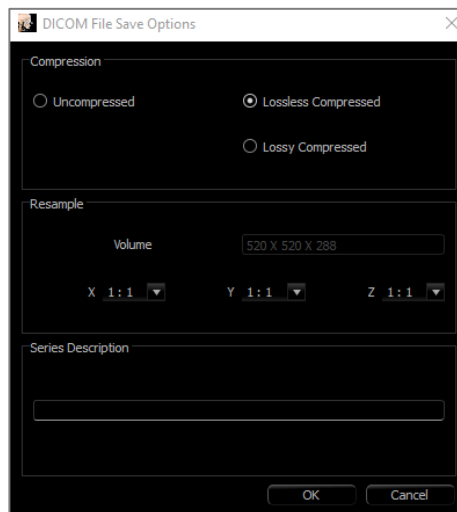 DICOM File Save Options
Compression
Uncompressed
Lossless Compressed
Lossy Compressed
Resample
Volume 520 X 520 X 288
X 1:1 Y 1:1 Z 1:1
Series Description
OK Cancel